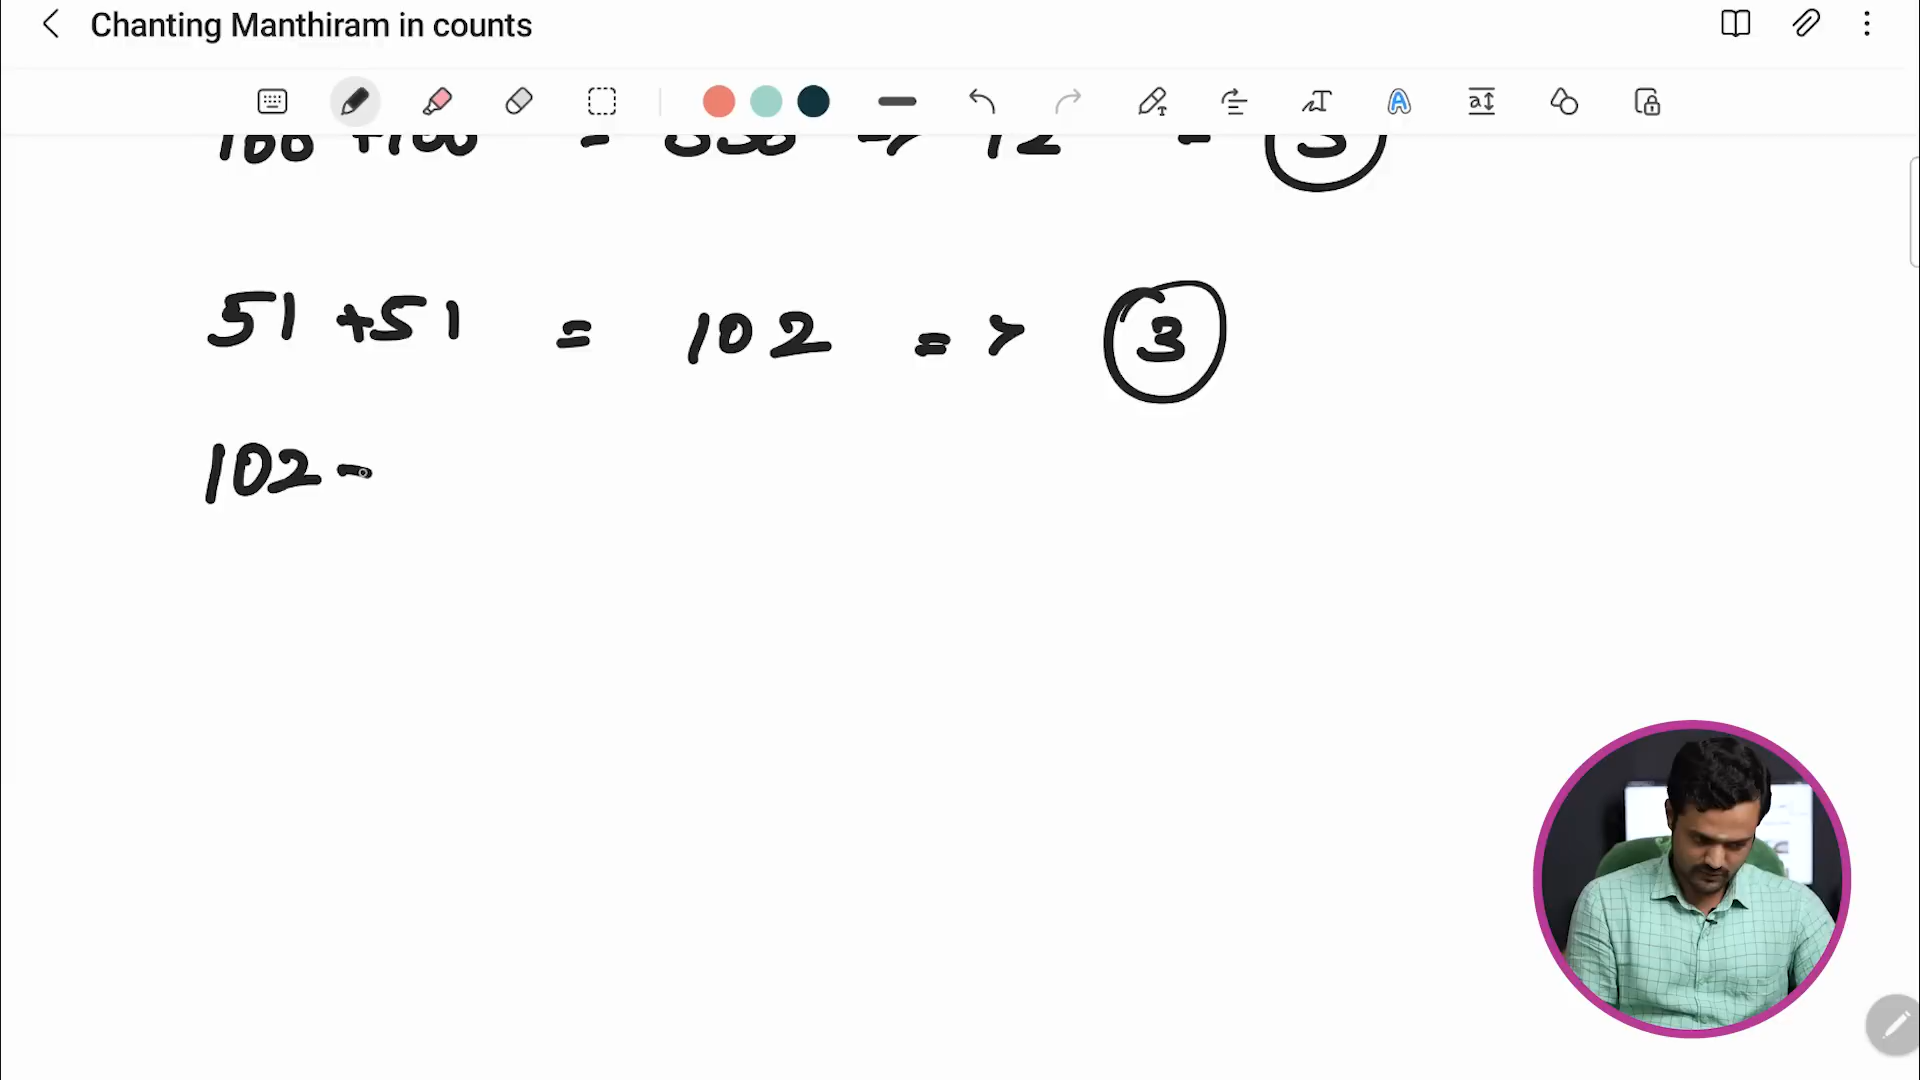 Chanting Manthiram in counts
51 +51 = 102 => 3
102 -